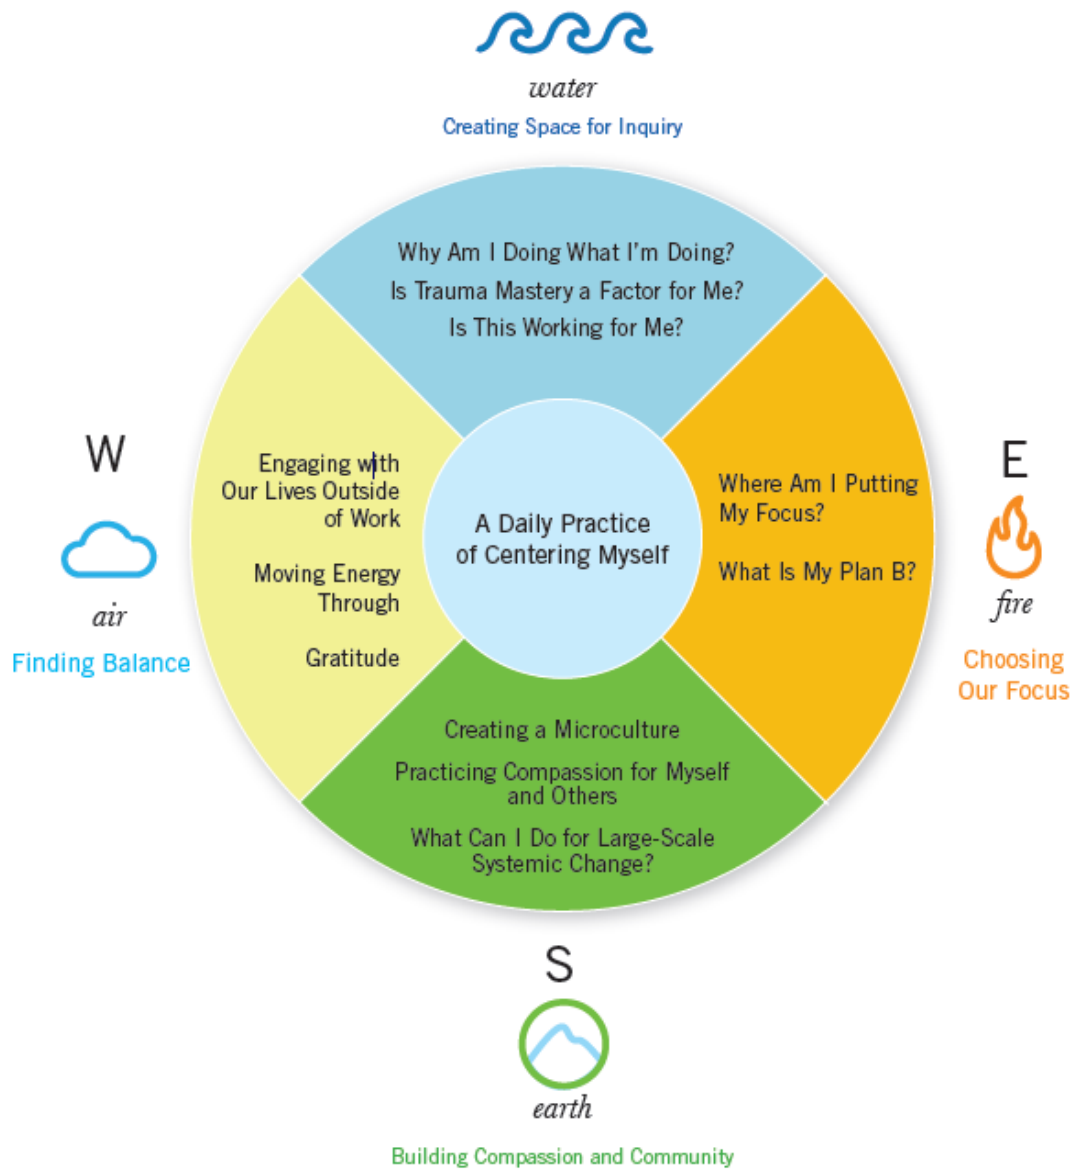 water
Creating Space for Inquiry
Why Am I Doing What I'm Doing?
Is Trauma Mastery a Factor for Me?
Is This Working for Me?
W
air
Finding Balance
Engaging with
Our Lives Outside
of Work
Moving Energy
Through
Gratitude
A Daily Practice
of Centering Myself
Where Am I Putting
My Focus?
What Is My Plan B?
E
fire
Choosing
Our Focus
Creating a Microculture
Practicing Compassion for Myself
and Others
What Can I Do for Large-Scale
Systemic Change?
S
earth
Building Compassion and Community